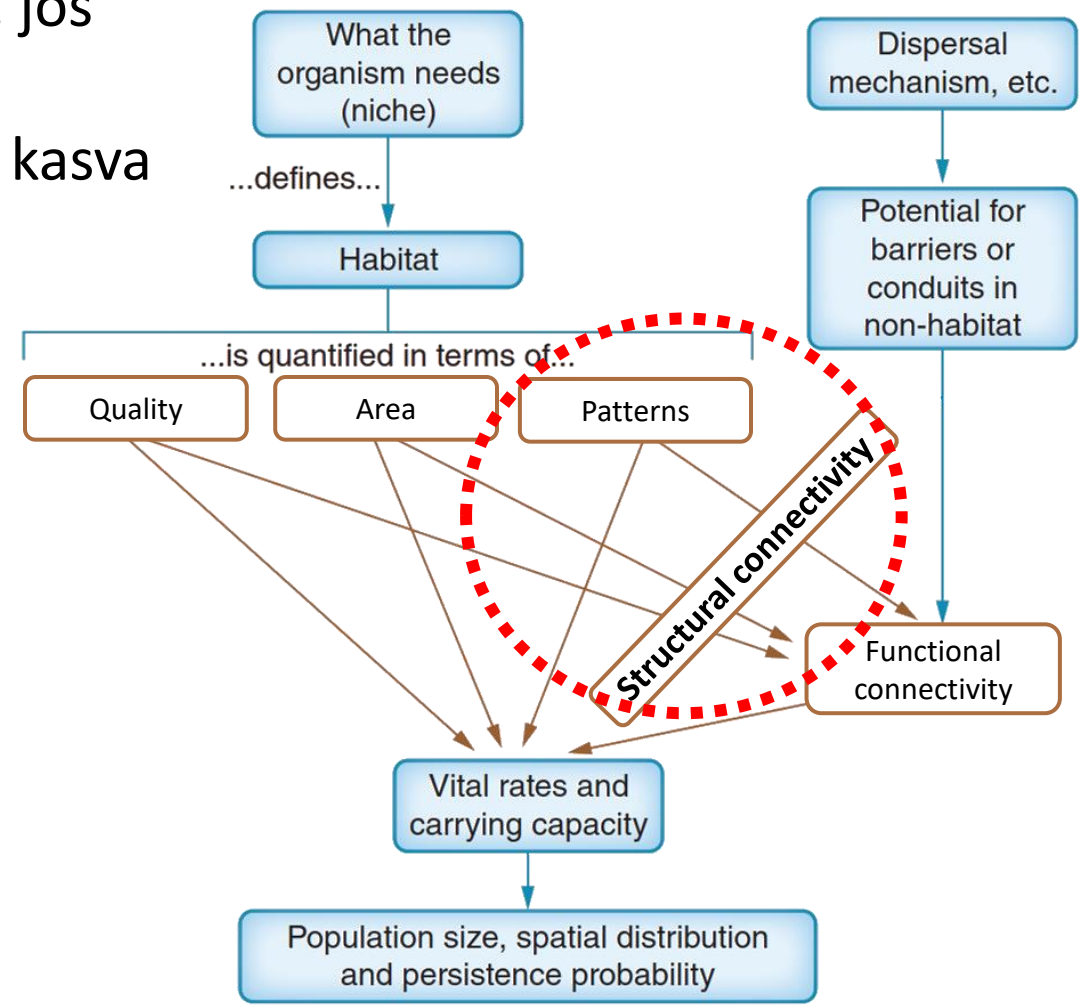 jos
kasva
What the
organism needs
(niche)
Dispersal
mechanism, etc.
...defines...
Habitat
Potential for
barriers or
conduits in
non-habitat
...is quantified in terms of...
Quality
Area
Patterns
Structural connectivity
Functional
connectivity
Vital rates and
carrying capacity
Population size, spatial distribution
and persistence probability